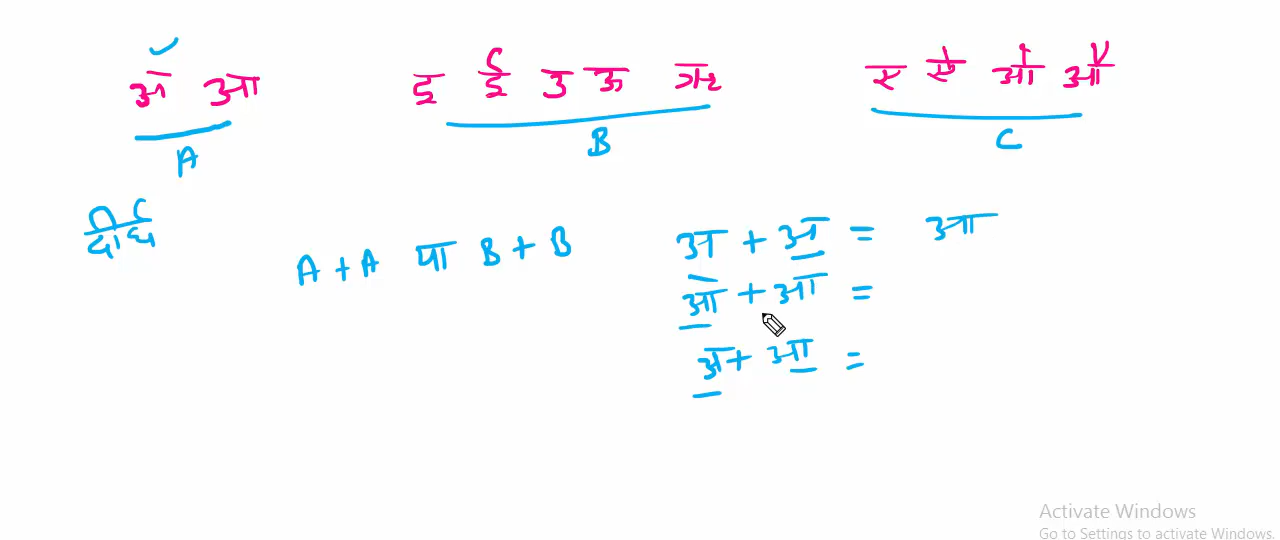 अ आ इ ई उ ऊ ऋ ए ऐ ओ औ
A B C
दीर्घ A + A या B + B अ + अ = आ
आ + आ =
अ + आ =
Activate Windows
Go to Settings to activate Windows.